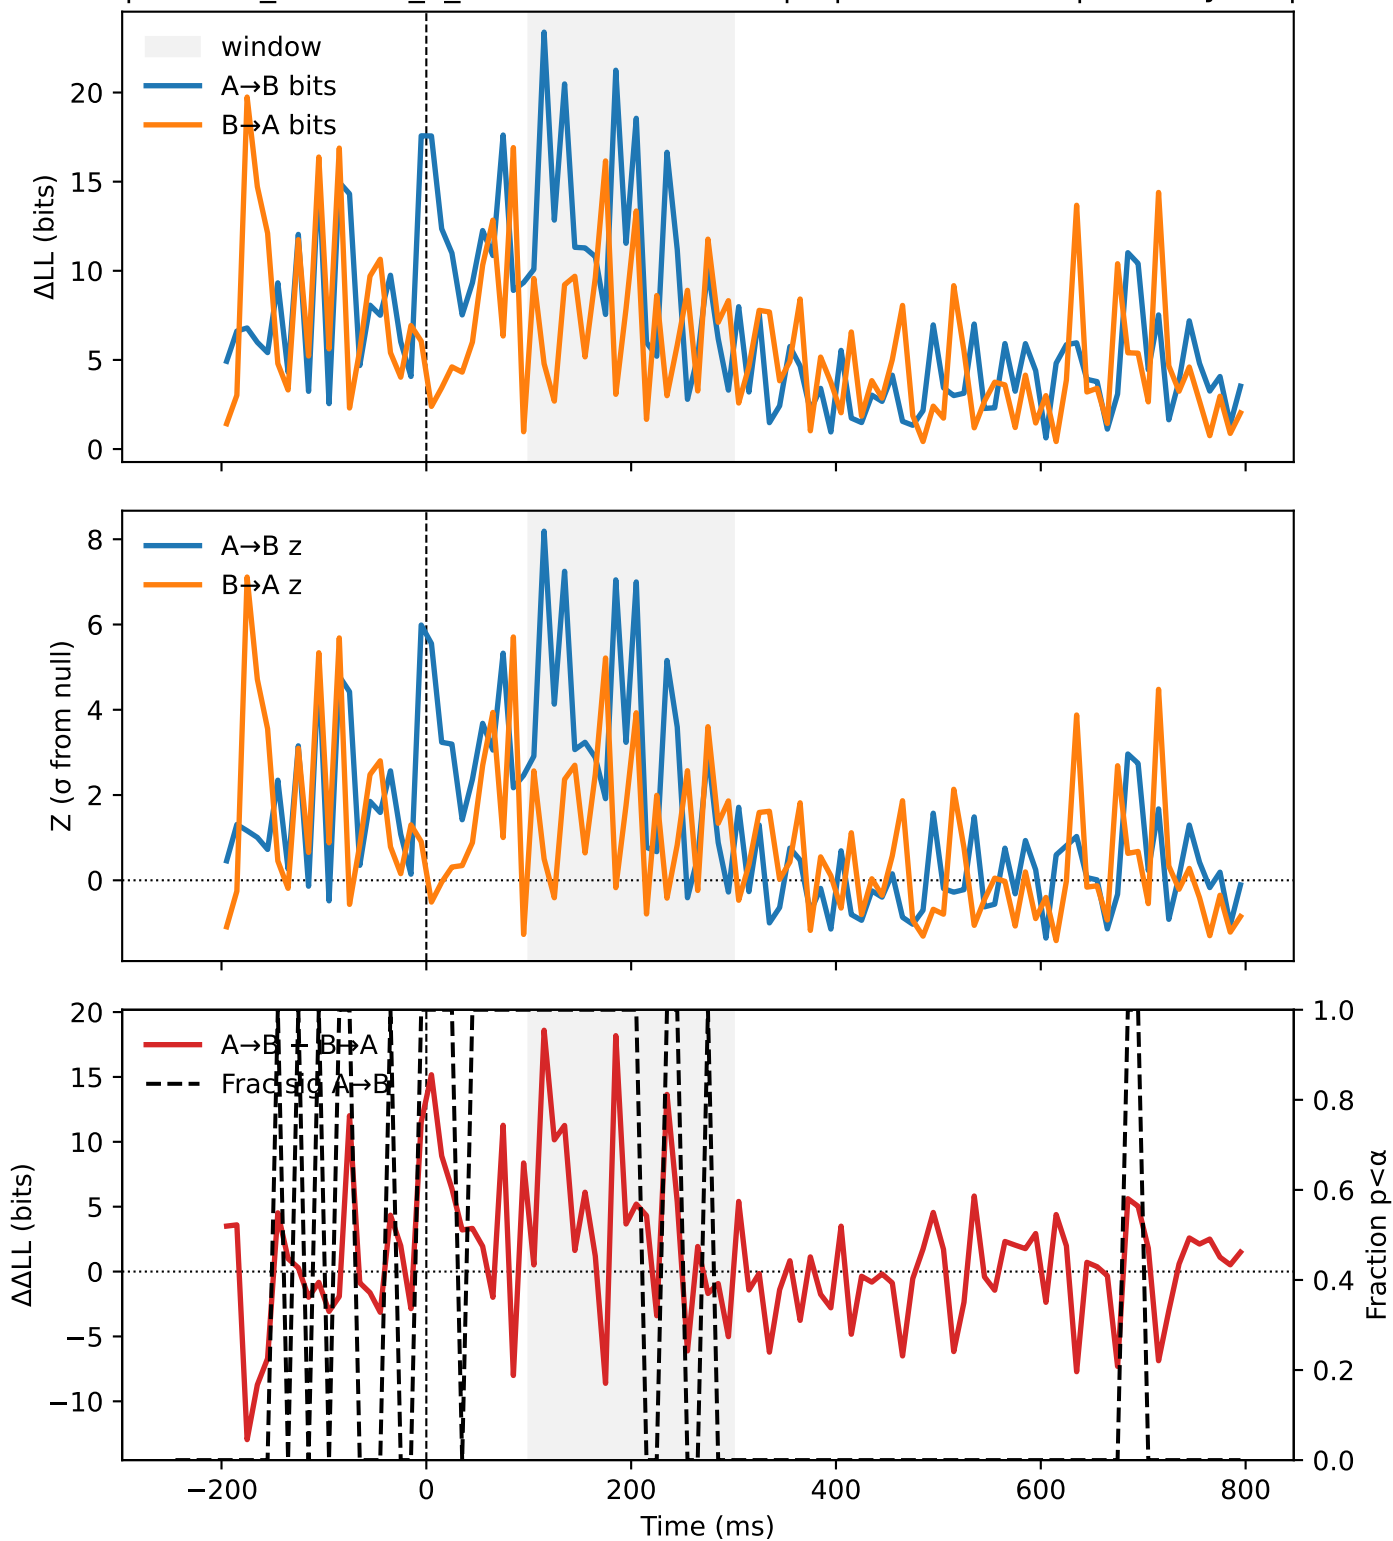 window
A→B bits
B→A bits
20
15
10
5
0
ΔLL (bits)
A→B z
B→A z
8
6
4
2
0
Z (σ from null)
A→B − B→A
Frac sig A→B
20
15
10
5
0
−5
−10
ΔΔLL (bits)
1.0
0.8
0.6
0.4
0.2
0.0
Fraction p<α
−200
0
200
400
600
800
Time (ms)